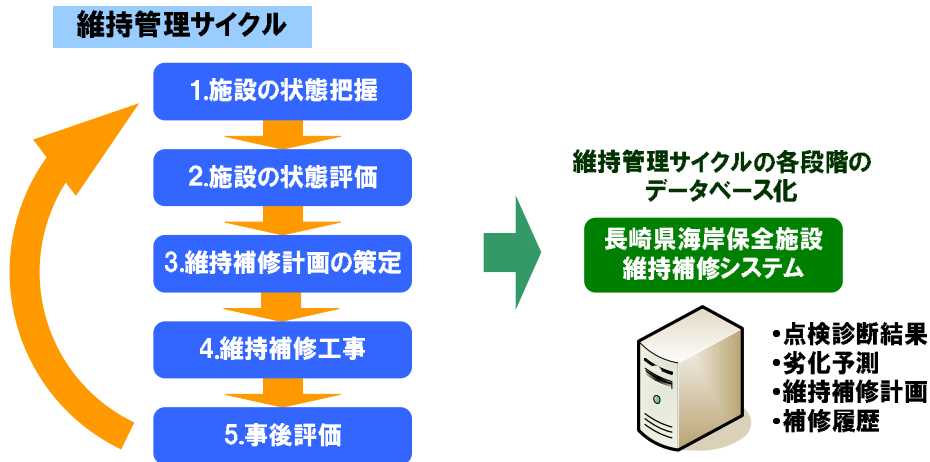 維持管理サイクル
1.施設の状態把握
2.施設の状態評価
3.維持補修計画の策定
4.維持補修工事
5.事後評価
維持管理サイクルの各段階の
データベース化
長崎県海岸保全施設
維持補修システム
・点検診断結果
・劣化予測
・維持補修計画
・補修履歴